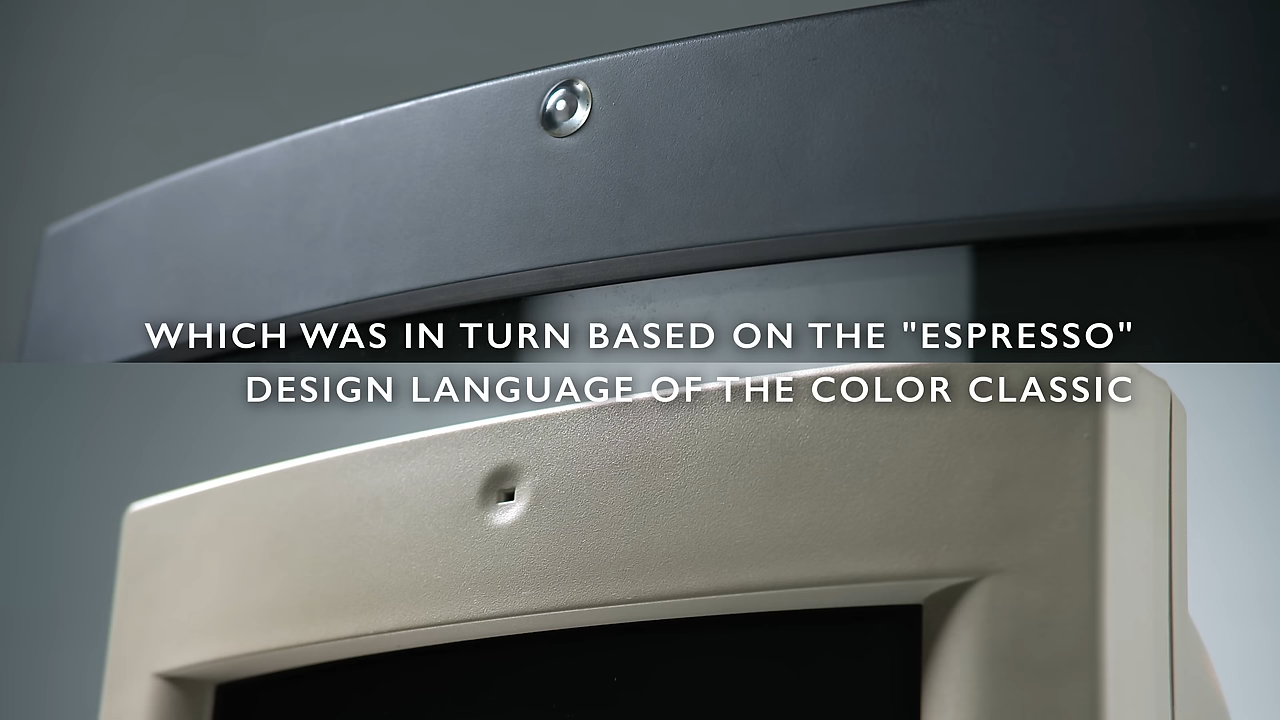 WHICH WAS IN TURN BASED ON THE "ESPRESSO"
DESIGN LANGUAGE OF THE COLOR CLASSIC